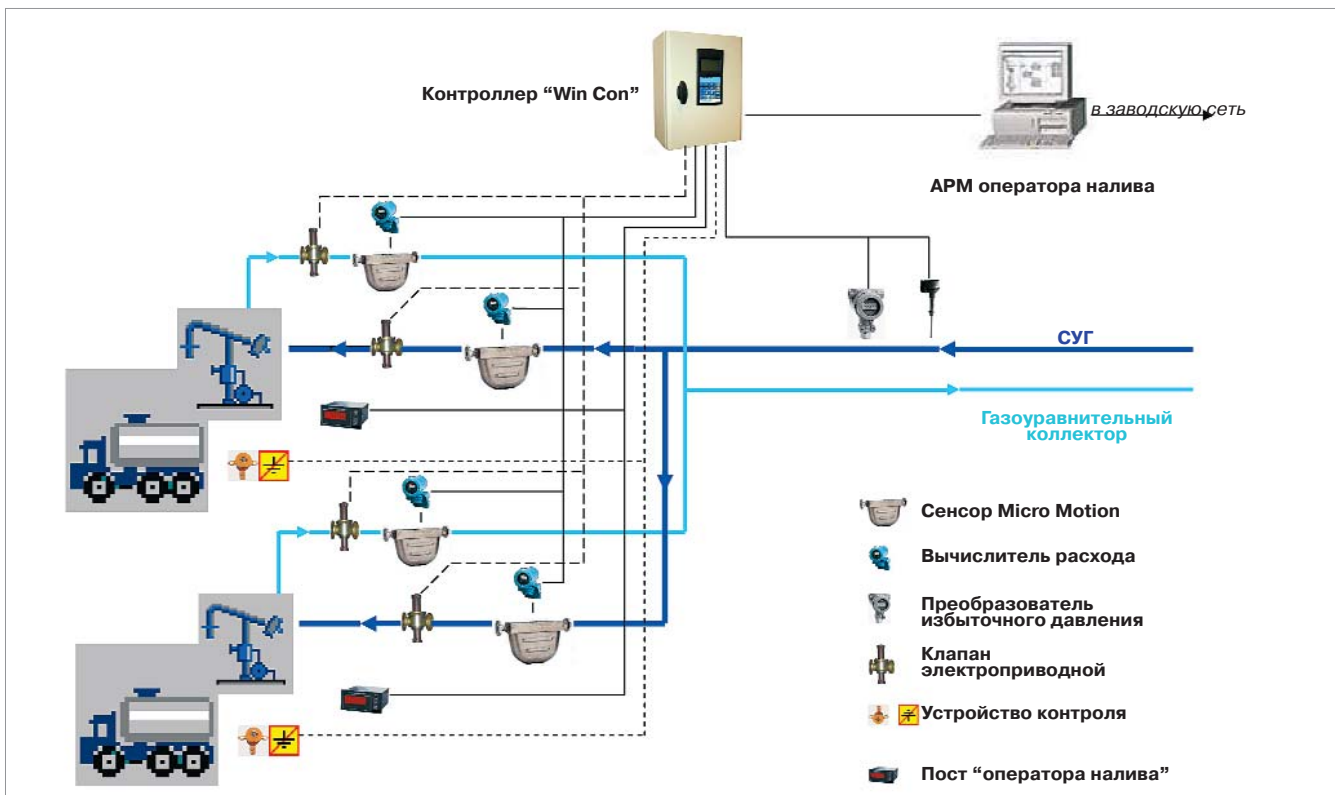 Контроллер “Win Con”
в заводскую сеть
АРМ оператора налива
СУГ
Газоуравнительный
коллектор
Сенсор Micro Motion
Вычислитель расхода
Преобразователь
избыточного давления
Клапан
электроприводной
Устройство контроля
Пост “оператора налива”